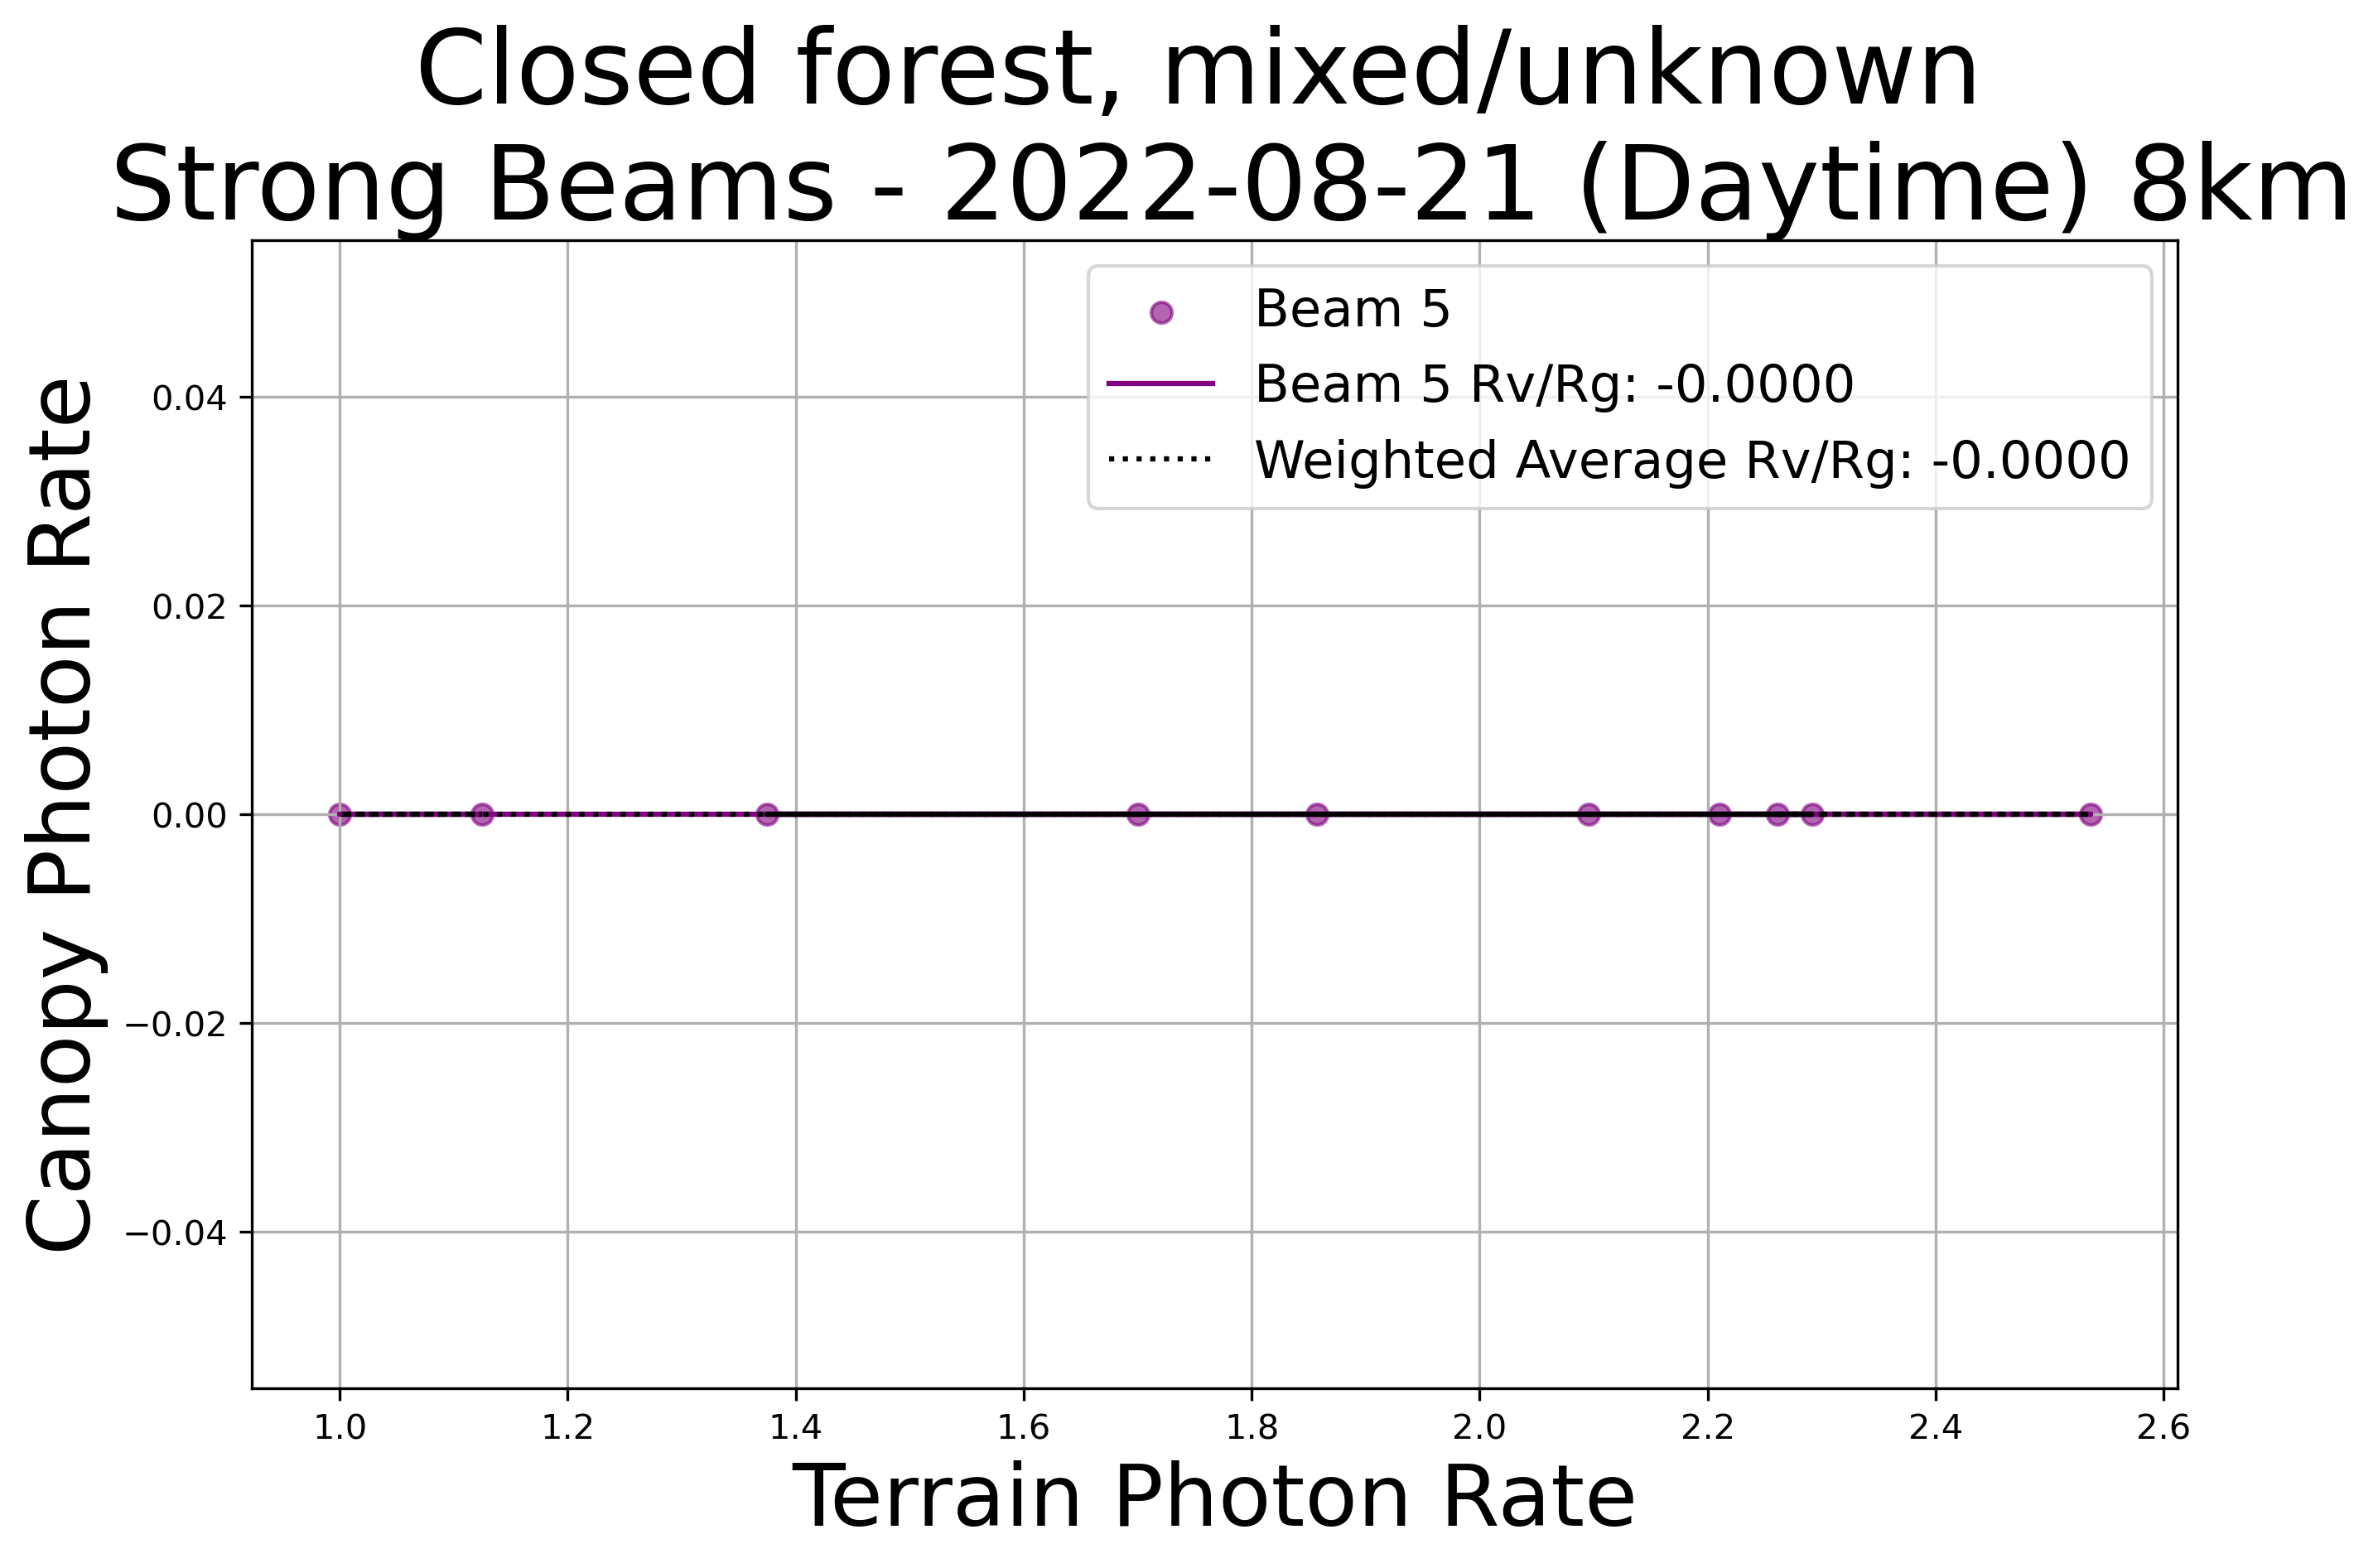 Closed forest, mixed/unknown
Strong Beams - 2022-08-21 (Daytime) 8km
Beam 5
Beam 5 Rv/Rg: -0.0000
Weighted Average Rv/Rg: -0.0000
Canopy Photon Rate
0.04
0.02
0.00
−0.02
−0.04
1.0 1.2 1.4 1.6 1.8 2.0 2.2 2.4 2.6
Terrain Photon Rate